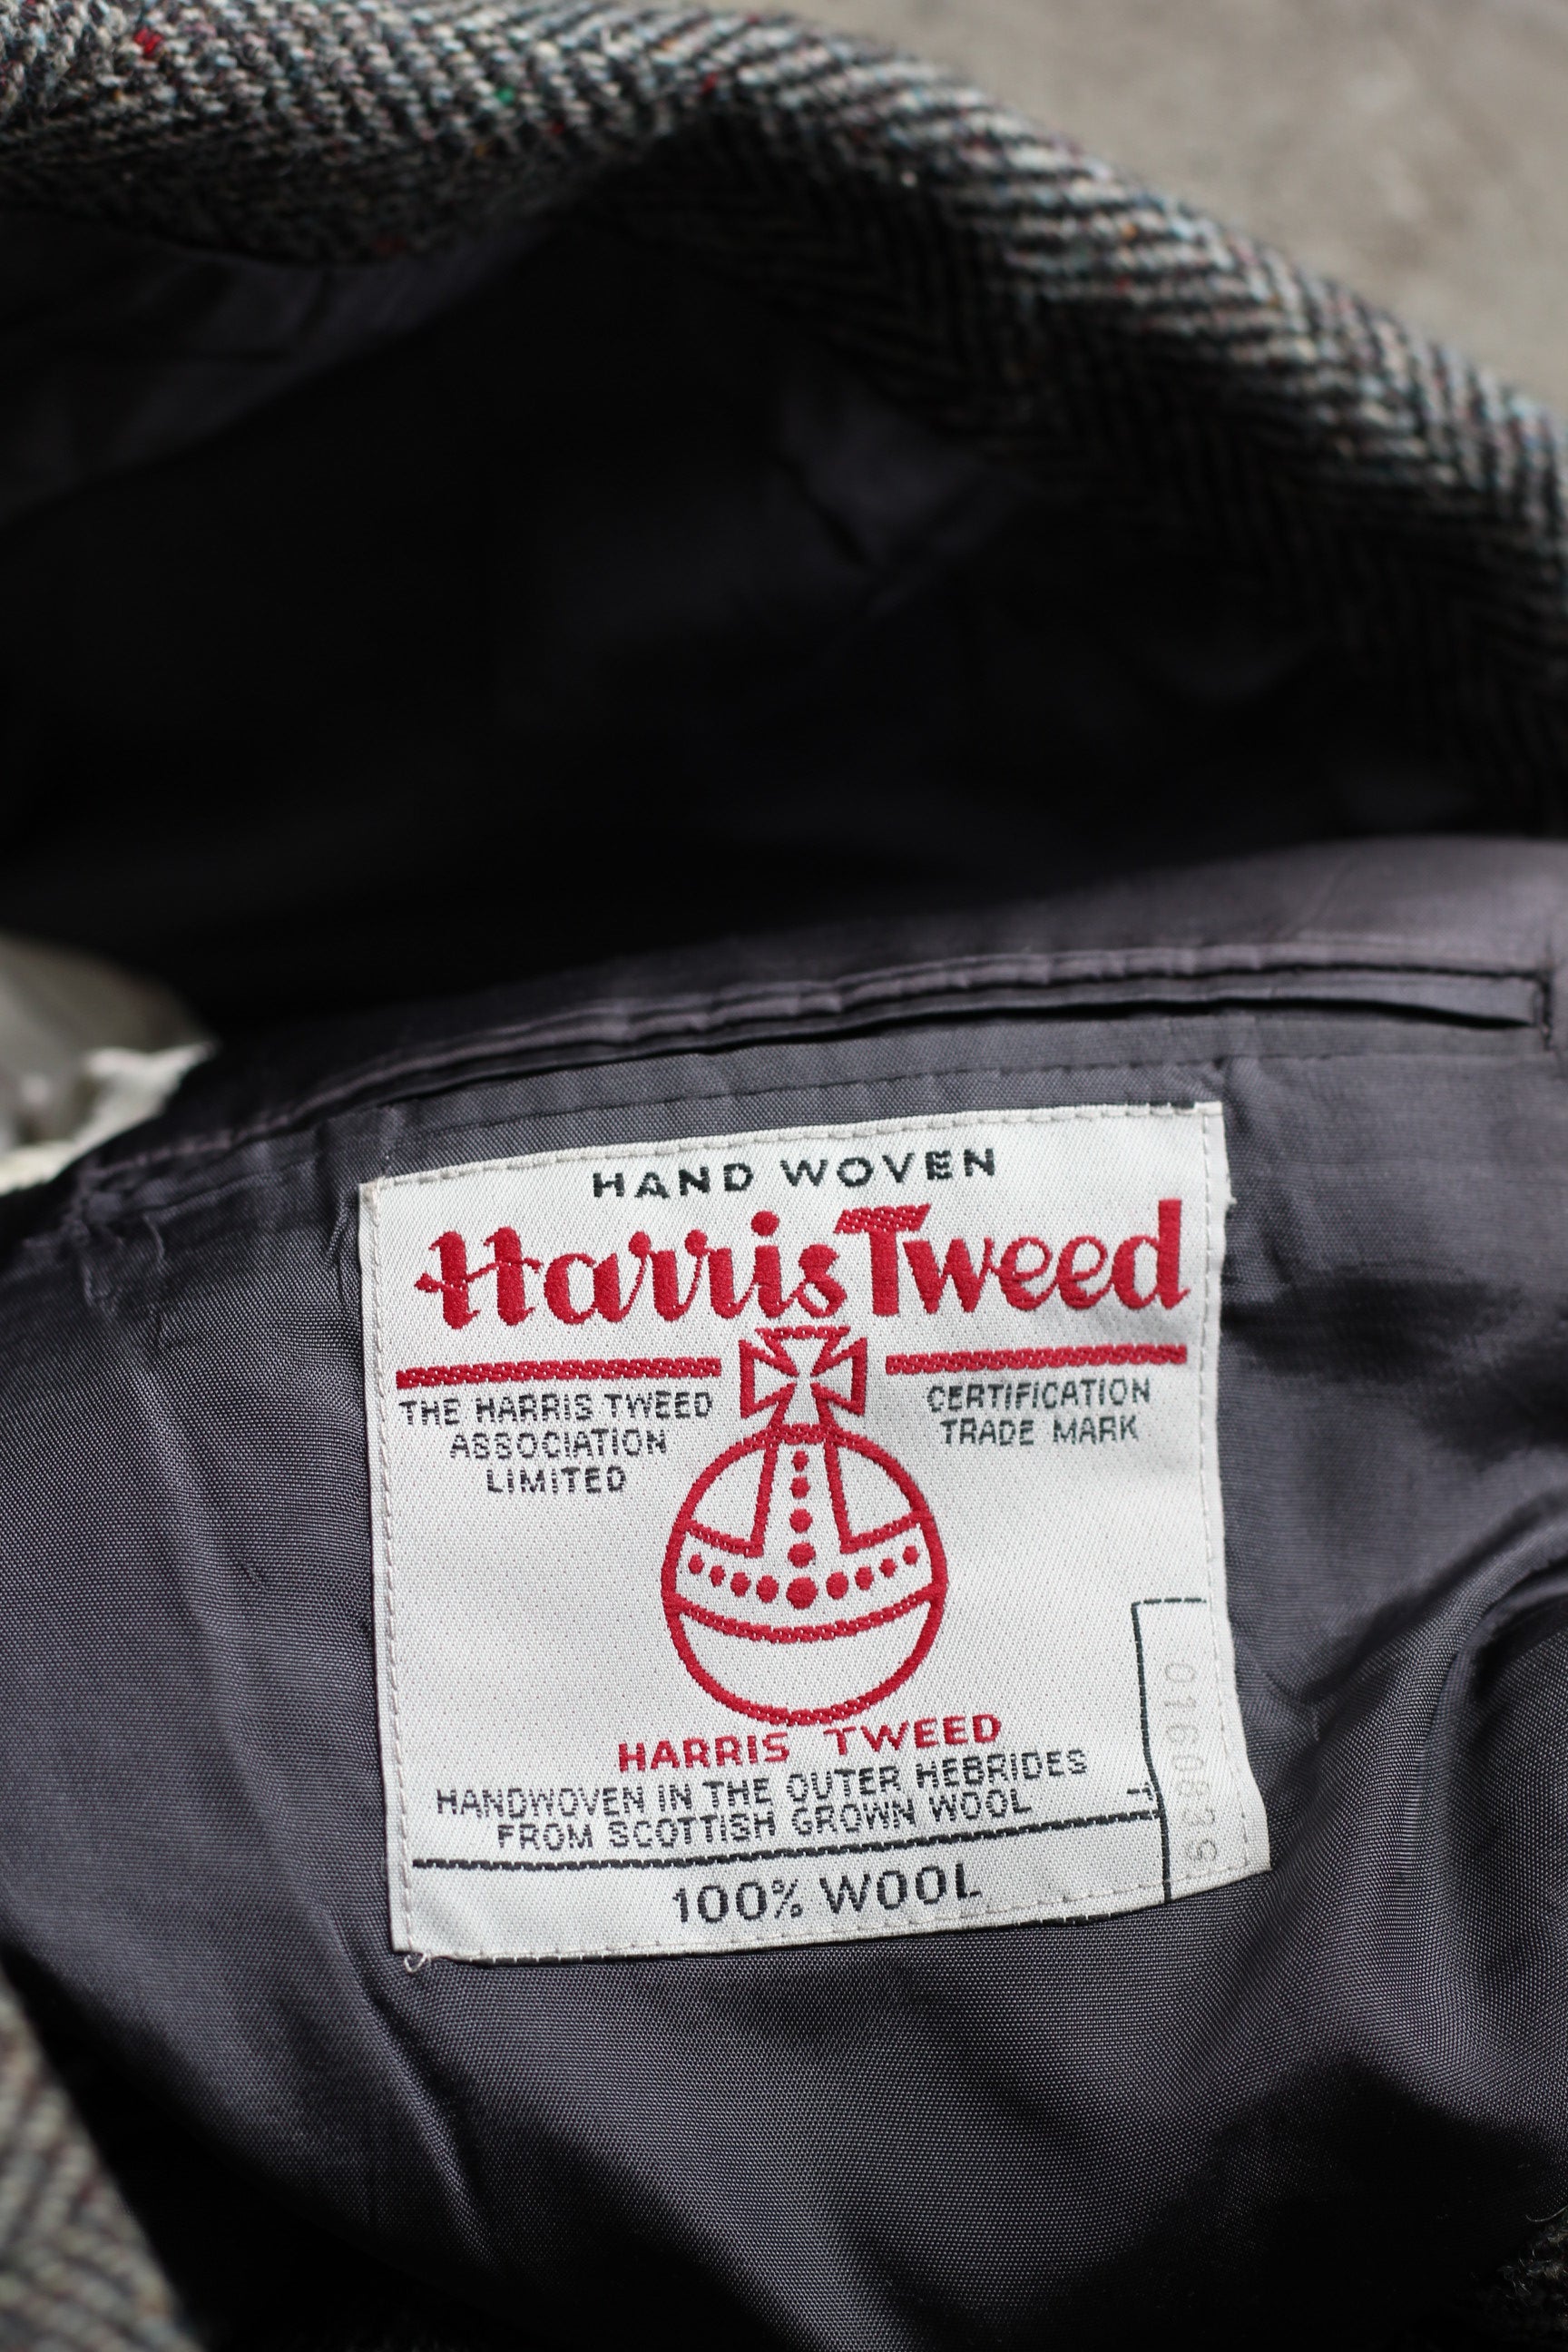 HAND WOVEN
Harris Tweed
THE HARRIS TWEED
ASSOCIATION
LIMITED
CERTIFICATION
TRADE MARK
HARRIS TWEED
HANDWOVEN IN THE OUTER HEBRIDES
FROM SCOTTISH GROWN WOOL
100% WOOL
0160839